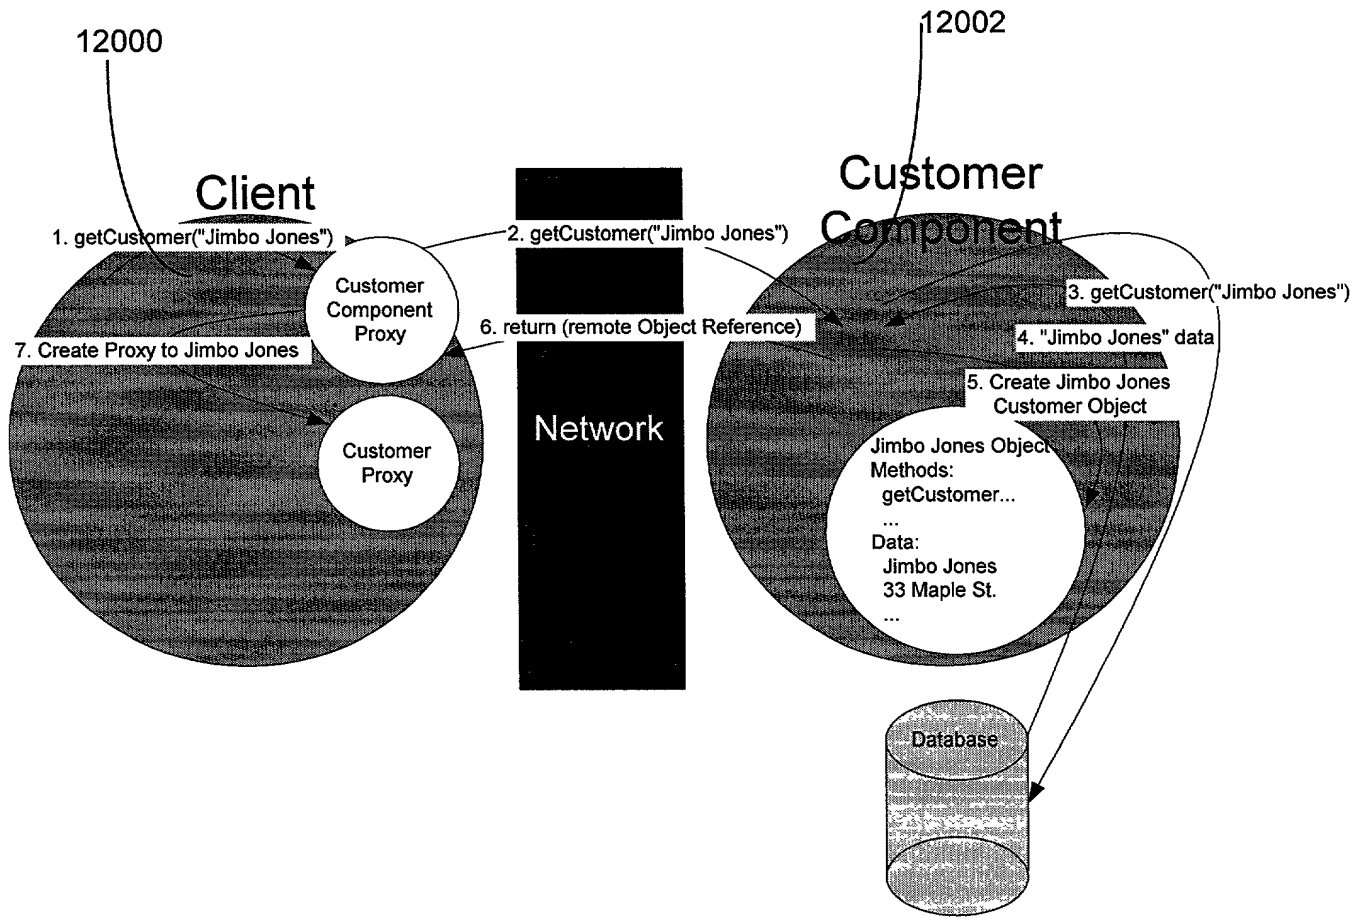 12000
12002
Client
Customer
Component
1. getCustomer("Jimbo Jones")
2. getCustomer("Jimbo Jones")
Customer
Component
Proxy
3. getCustomer("Jimbo Jones")
6. return (remote Object Reference)
4. "Jimbo Jones" data
7. Create Proxy to Jimbo Jones
5. Create Jimbo Jones
Customer Object
Network
Customer
Proxy
Jimbo Jones Object
Methods:
getCustomer...
...
Data:
Jimbo Jones
33 Maple St.
...
Database